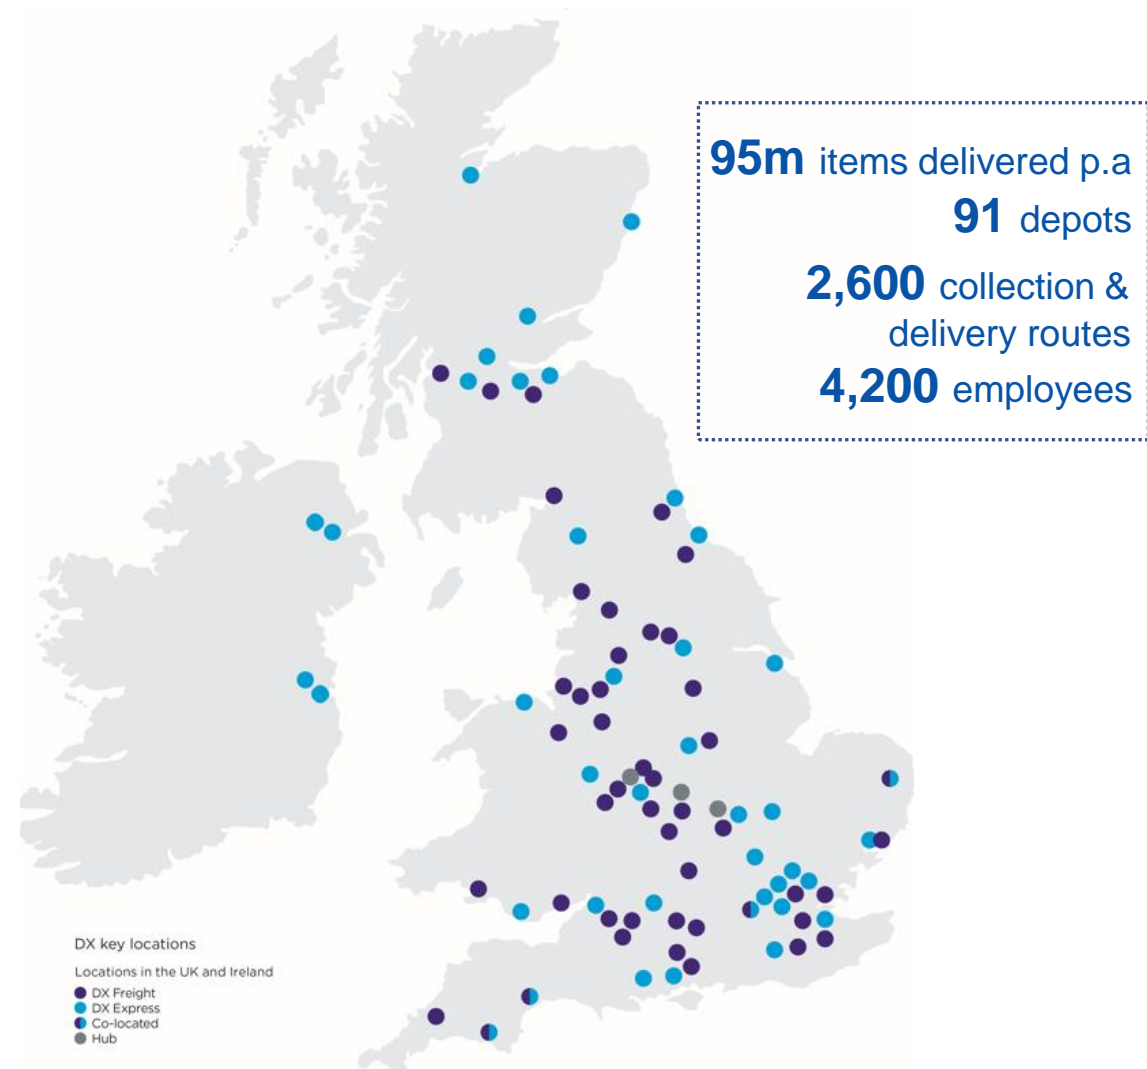 95m items delivered p.a
91 depots
2,600 collection &
delivery routes
4,200 employees
DX key locations
Locations in the UK and Ireland
DX Freight
DX Express
Co-located
Hub